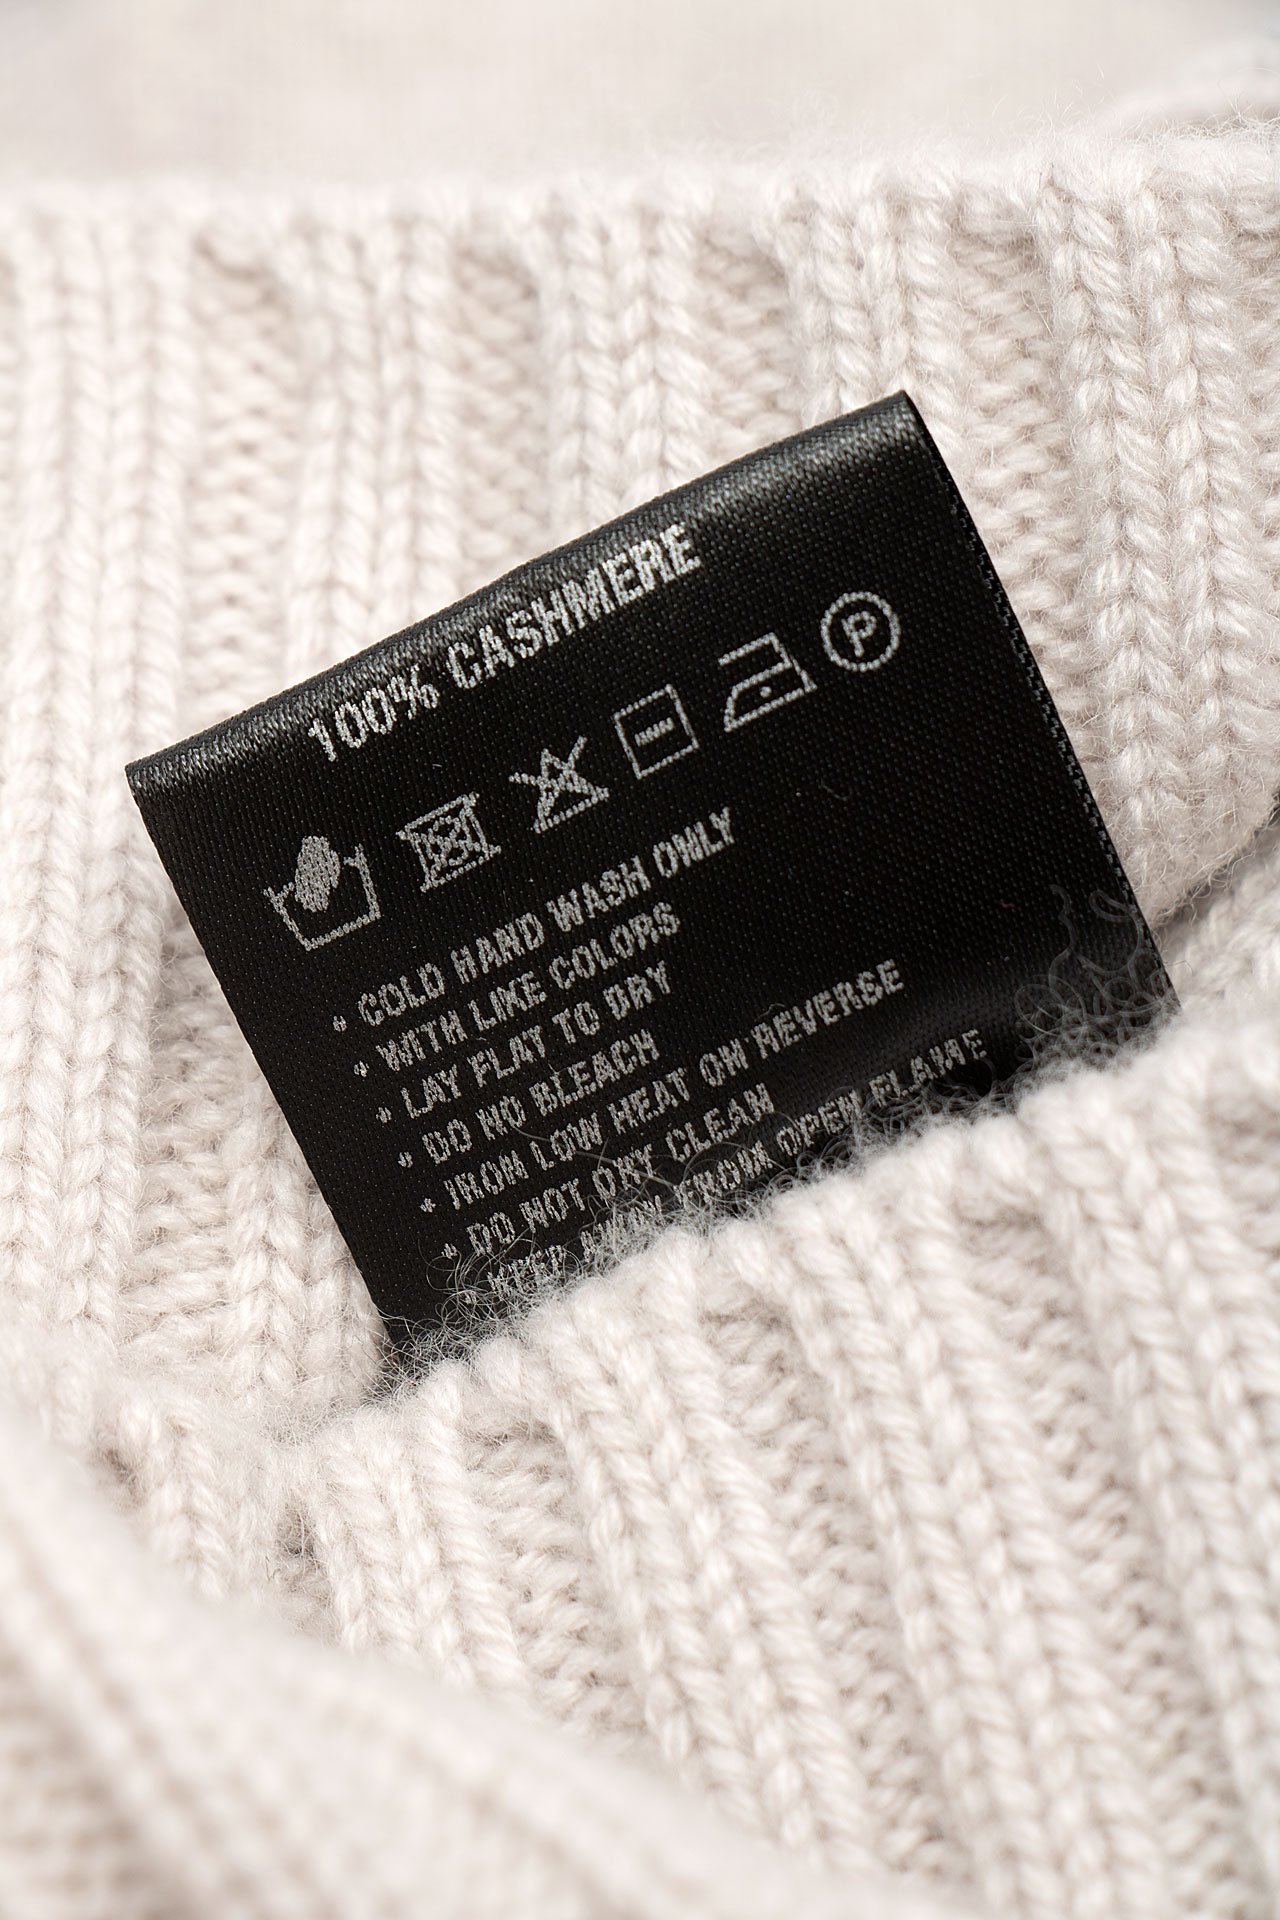 100% CASHMERE
P
• COLD HAND WASH ONLY
• WITH LIKE COLORS
• LAY FLAT TO DRY
• DO NO BLEACH
• IRON LOW HEAT ON REVERSE
• DO NOT DRY CLEAN
• KEEP AWAY FROM OPEN FLAME